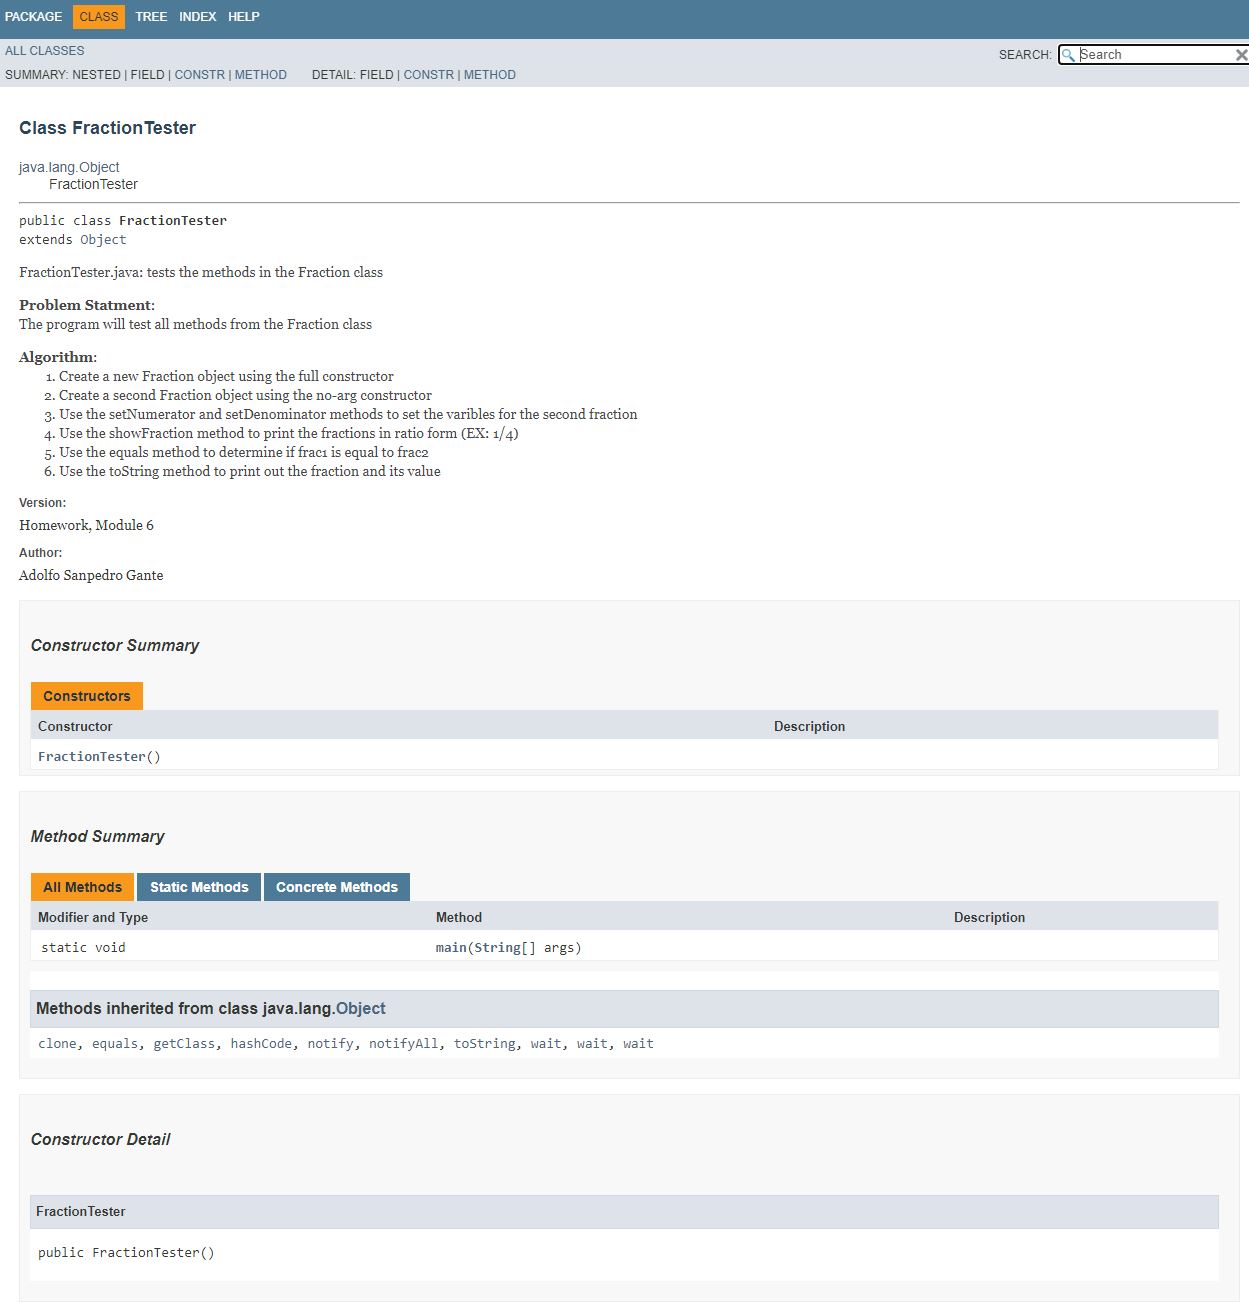 PACKAGE CLASS TREE INDEX HELP
ALL CLASSES
SEARCH: Search
SUMMARY: NESTED | FIELD | CONSTR | METHOD DETAIL: FIELD | CONSTR | METHOD
Class FractionTester
java.lang.Object
FractionTester
public class FractionTester
extends Object
FractionTester.java: tests the methods in the Fraction class
Problem Statment:
The program will test all methods from the Fraction class
Algorithm:
1. Create a new Fraction object using the full constructor
2. Create a second Fraction object using the no-arg constructor
3. Use the setNumerator and setDenominator methods to set the varibles for the second fraction
4. Use the showFraction method to print the fractions in ratio form (EX: 1/4)
5. Use the equals method to determine if frac1 is equal to frac2
6. Use the toString method to print out the fraction and its value
Version:
Homework, Module 6
Author:
Adolfo Sanpedro Gante
Constructor Summary
Constructors
Constructor Description
FractionTester()
Method Summary
All Methods Static Methods Concrete Methods
Modifier and Type Method Description
static void main(String[] args)
Methods inherited from class java.lang.Object
clone, equals, getClass, hashCode, notify, notifyAll, toString, wait, wait, wait
Constructor Detail
FractionTester
public FractionTester()